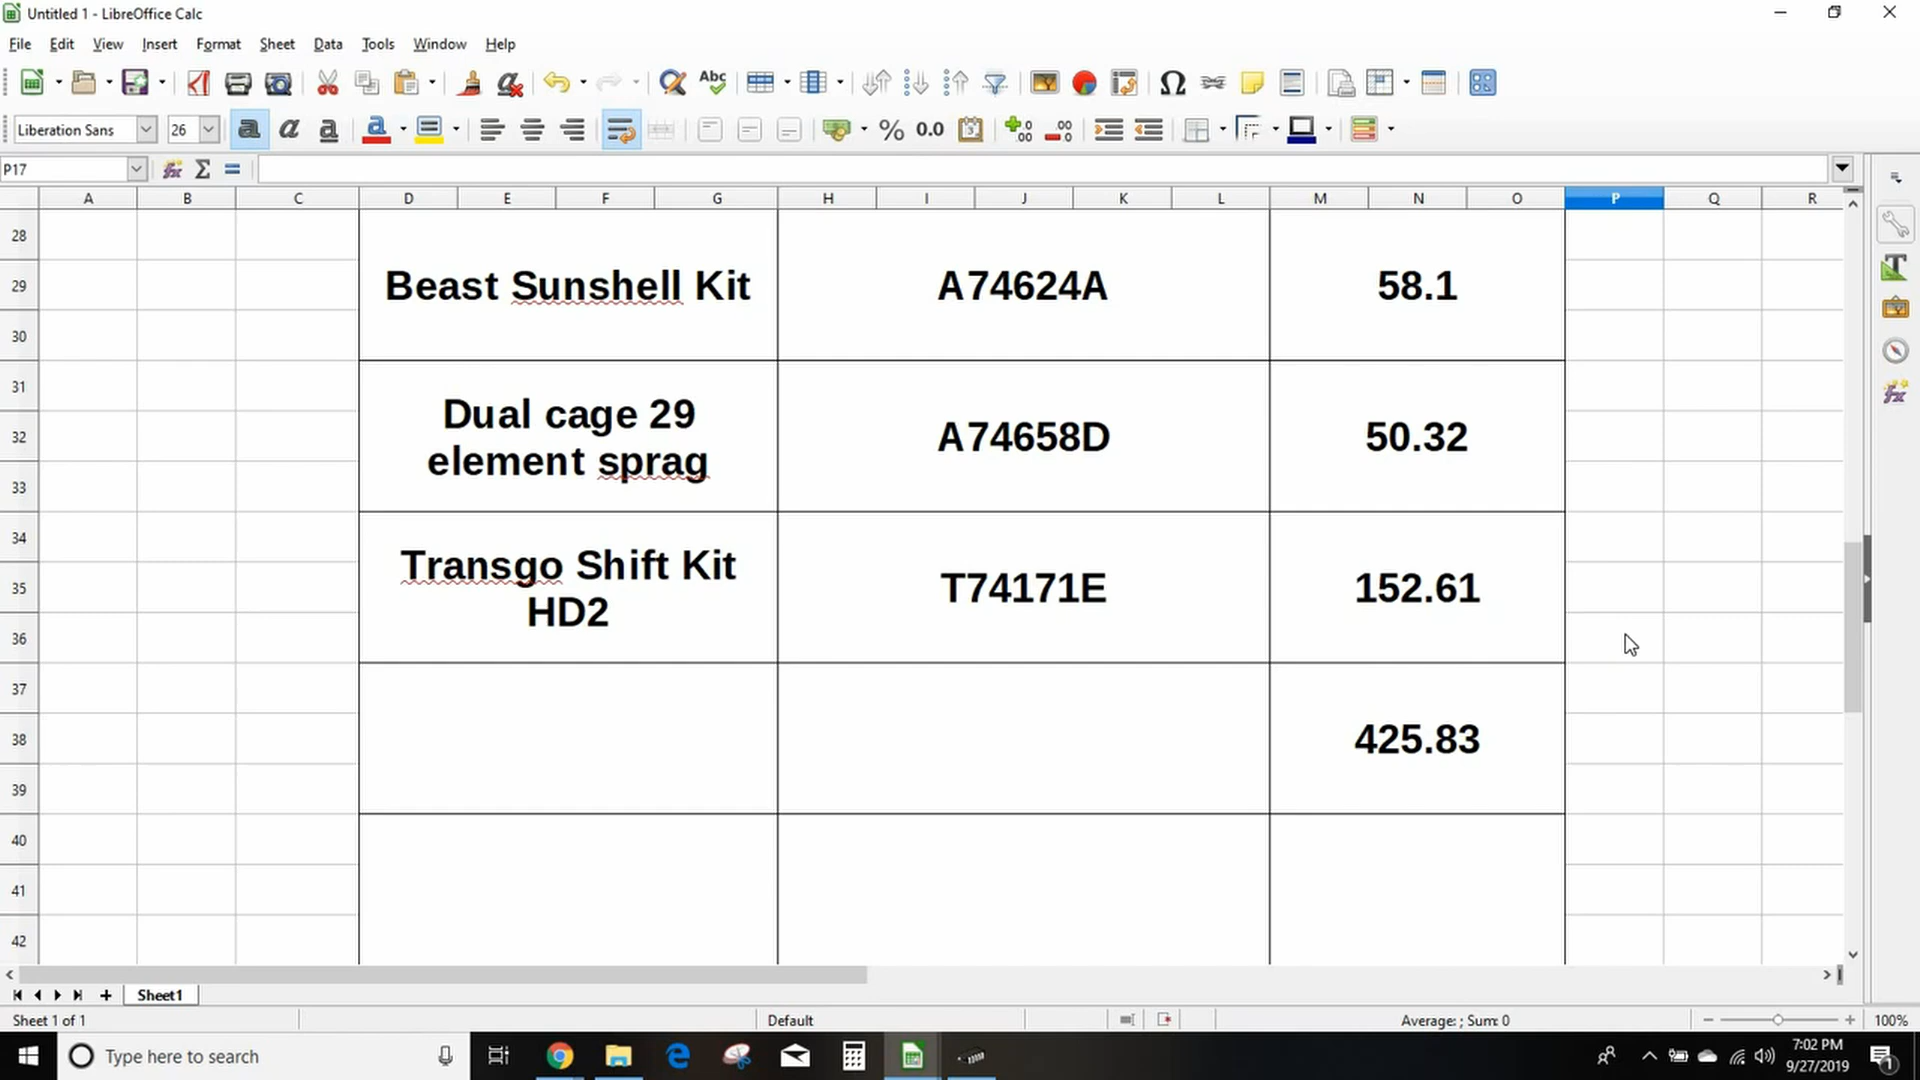 Untitled 1 - LibreOffice Calc
File Edit View Insert Format Sheet Data Tools Window Help
Abc
Liberation Sans 26 a a a a % 0.0
P17
A B C D E F G H I J K L M N O P Q R
28
29 Beast Sunshell Kit A74624A 58.1
30
31
32 Dual cage 29
element sprag A74658D 50.32
33
34
35 Transgo Shift Kit
HD2 T74171E 152.61
36
37
38 425.83
39
40
41
42
Sheet1
Sheet 1 of 1 Default Average: ; Sum: 0 100%
Type here to search
7:02 PM
9/27/2019
1